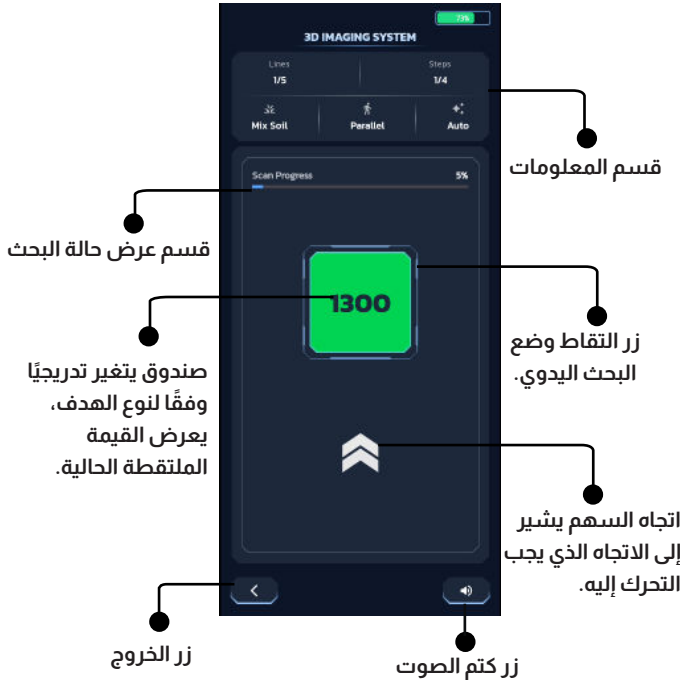 73%
3D IMAGING SYSTEM
Lines
Steps
1/5
1/4
Mix Soil
Parallel
Auto
قسم المعلومات
Scan Progress
5%
قسم عرض حالة البحث
1300
زر التقاط وضع
البحث اليدوي.
صندوق يتغير تدريجيًا
وفقًا لنوع الهدف،
يعرض القيمة
الملتقطة الحالية.
اتجاه السهم يشير
إلى الاتجاه الذي يجب
التحرك إليه.
زر الخروج
زر كتم الصوت